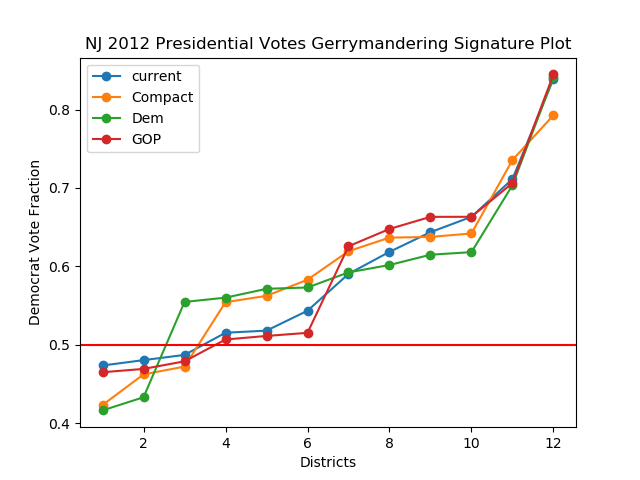 NJ 2012 Presidential Votes Gerrymandering Signature Plot
current
Compact
Dem
GOP
Democrat Vote Fraction
0.8
0.7
0.6
0.5
0.4
2 4 6 8 10 12
Districts